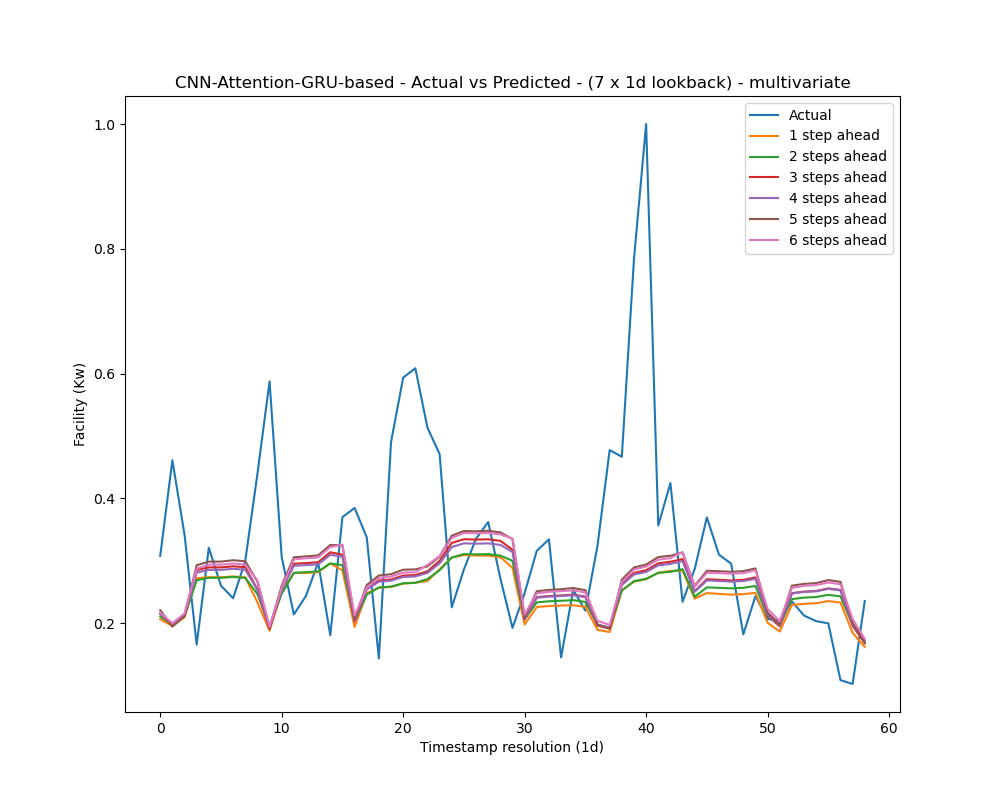 CNN-Attention-GRU-based - Actual vs Predicted - (7 x 1d lookback) - multivariate
Actual
1 step ahead
2 steps ahead
3 steps ahead
4 steps ahead
5 steps ahead
6 steps ahead
Facility (Kw)
1.0
0.8
0.6
0.4
0.2
0 10 20 30 40 50 60
Timestamp resolution (1d)